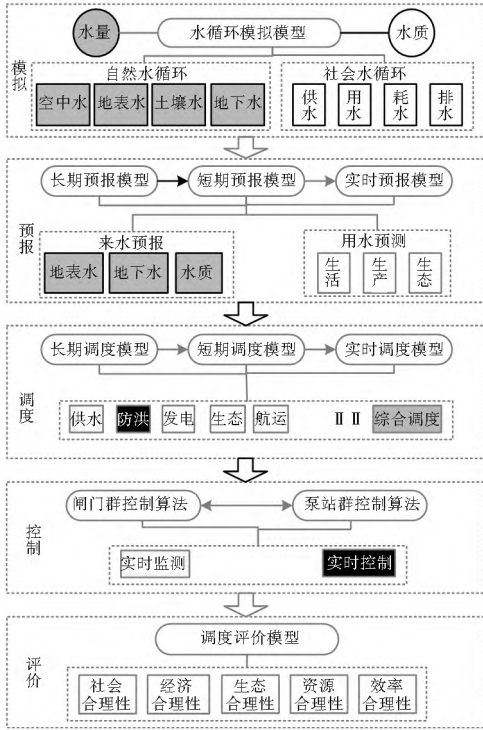 水量
水循环模拟模型
水质
模拟
自然水循环
社会水循环
空中水
地表水
土壤水
地下水
供水
用水
耗水
排水
长期预报模型
短期预报模型
实时预报模型
预报
来水预报
用水预测
地表水
地下水
水质
生活
生产
生态
长期调度模型
短期调度模型
实时调度模型
调度
供水
防洪
发电
生态
航运
ⅡⅡ
综合调度
闸门群控制算法
泵站群控制算法
控制
实时监测
实时控制
调度评价模型
评价
社会
合理性
经济
合理性
生态
合理性
资源
合理性
效率
合理性